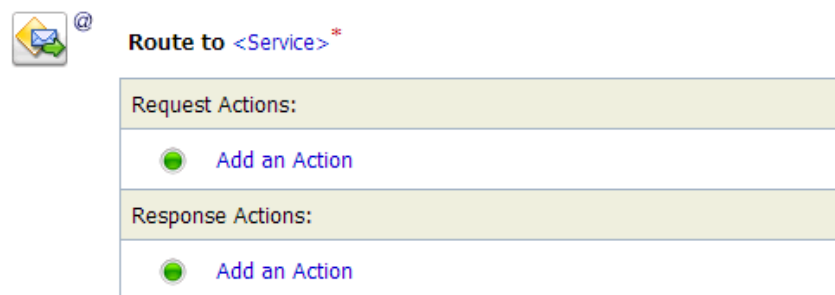 @
Route to <Service>*
Request Actions:
Add an Action
Response Actions:
Add an Action